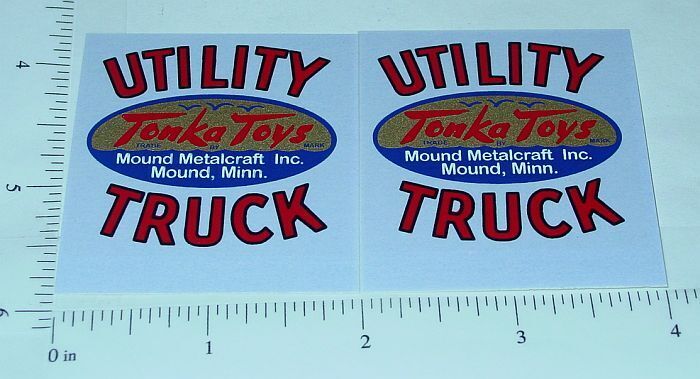 UTILITY
Tonka Toys
TRADE BY MARK
Mound Metalcraft Inc.
Mound, Minn.
TRUCK
UTILITY
Tonka Toys
TRADE BY MARK
Mound Metalcraft Inc.
Mound, Minn.
TRUCK
4
5
6
0 in 1 2 3 4